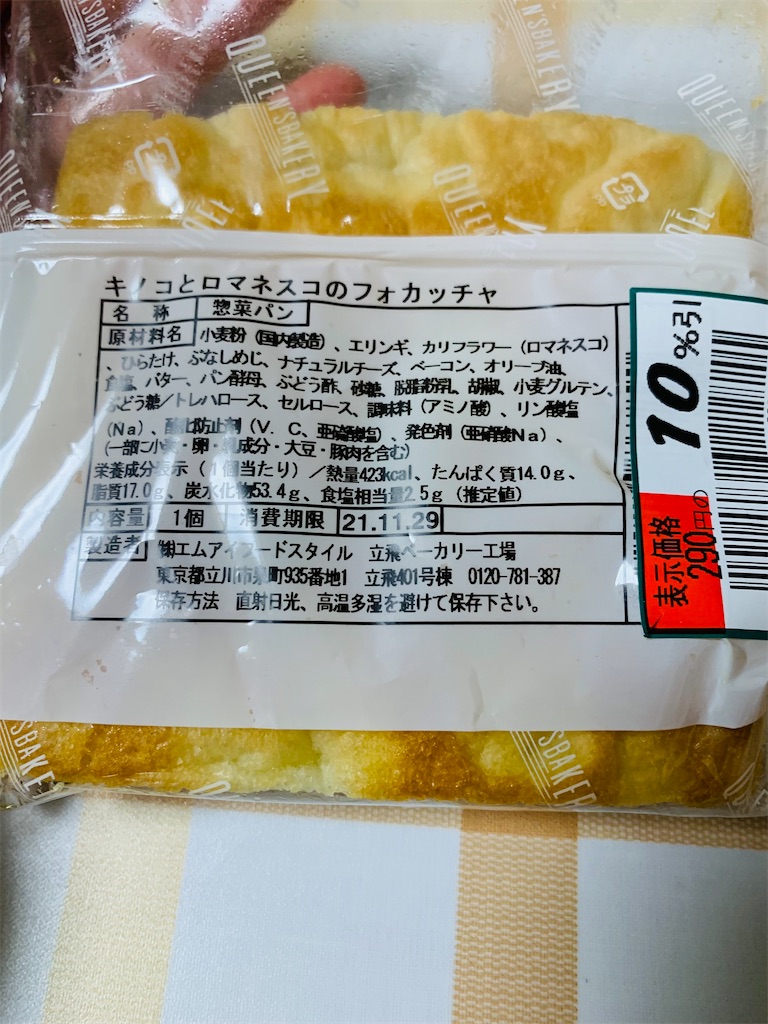 QUEEN'S BAKERY
キノコとロマネスコのフォカッチャ
名 称 惣菜パン
原材料名 小麦粉（国内製造）、エリンギ、カリフラワー（ロマネスコ）
、ひらたけ、ぶなしめじ、ナチュラルチーズ、ベーコン、オリーブ油、
食塩、バター、パン酵母、ぶどう酢、砂糖、脱脂粉乳、胡椒、小麦グルテン、
ぶどう糖／トレハロース、セルロース、調味料（アミノ酸）、リン酸塩
（Na）、酸化防止剤（V．C、亜硫酸塩）、発色剤（亜硝酸Na）、
（一部に小麦・卵・乳成分・大豆・豚肉を含む）
栄養成分表示（1個当たり）／熱量423kcal、たんぱく質14.0g、
脂質17.0g、炭水化物53.4g、食塩相当量2.5g（推定値）
内容量 1個 消費期限 21.11.29
製造者 ㈱エムアイフードスタイル 立飛ベーカリー工場
東京都立川市泉町935番地1 立飛401号棟 0120-781-387
保存方法 直射日光、高温多湿を避けて保存下さい。
10%引
表示価格
290円の